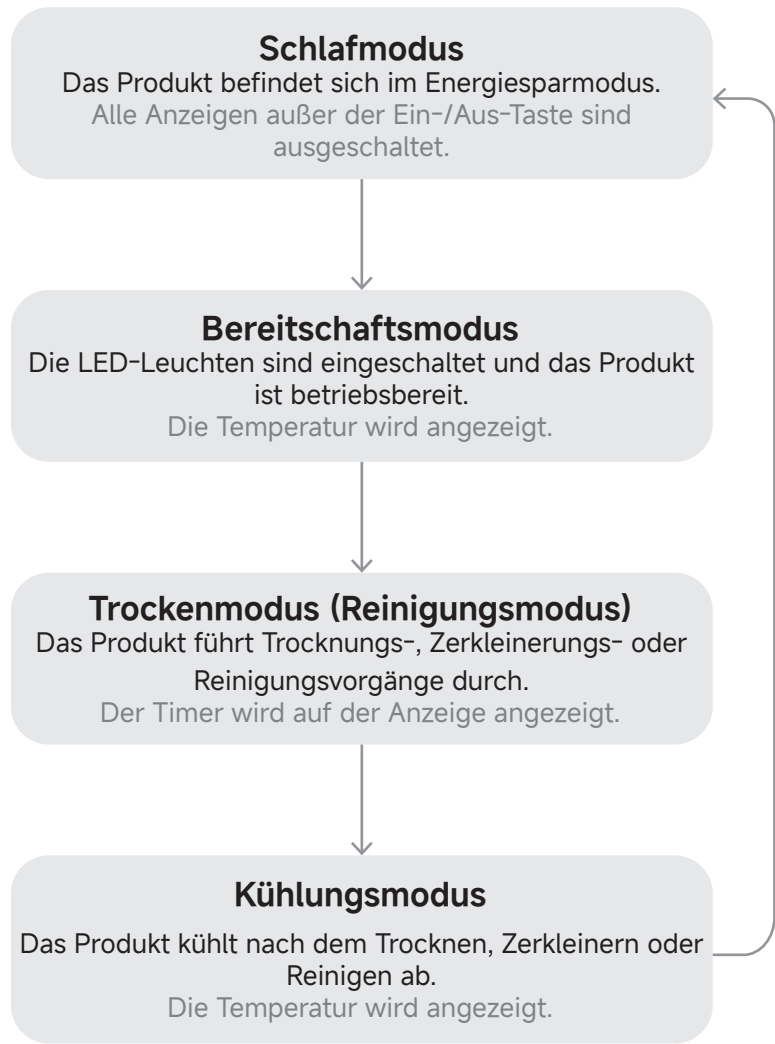 Schlafmodus
Das Produkt befindet sich im Energiesparmodus.
Alle Anzeigen außer der Ein-/Aus-Taste sind
ausgeschaltet.
Bereitschaftsmodus
Die LED-Leuchten sind eingeschaltet und das Produkt
ist betriebsbereit.
Die Temperatur wird angezeigt.
Trockenmodus (Reinigungsmodus)
Das Produkt führt Trocknungs-, Zerkleinerungs- oder
Reinigungsvorgänge durch.
Der Timer wird auf der Anzeige angezeigt.
Kühlungsmodus
Das Produkt kühlt nach dem Trocknen, Zerkleinern oder
Reinigen ab.
Die Temperatur wird angezeigt.